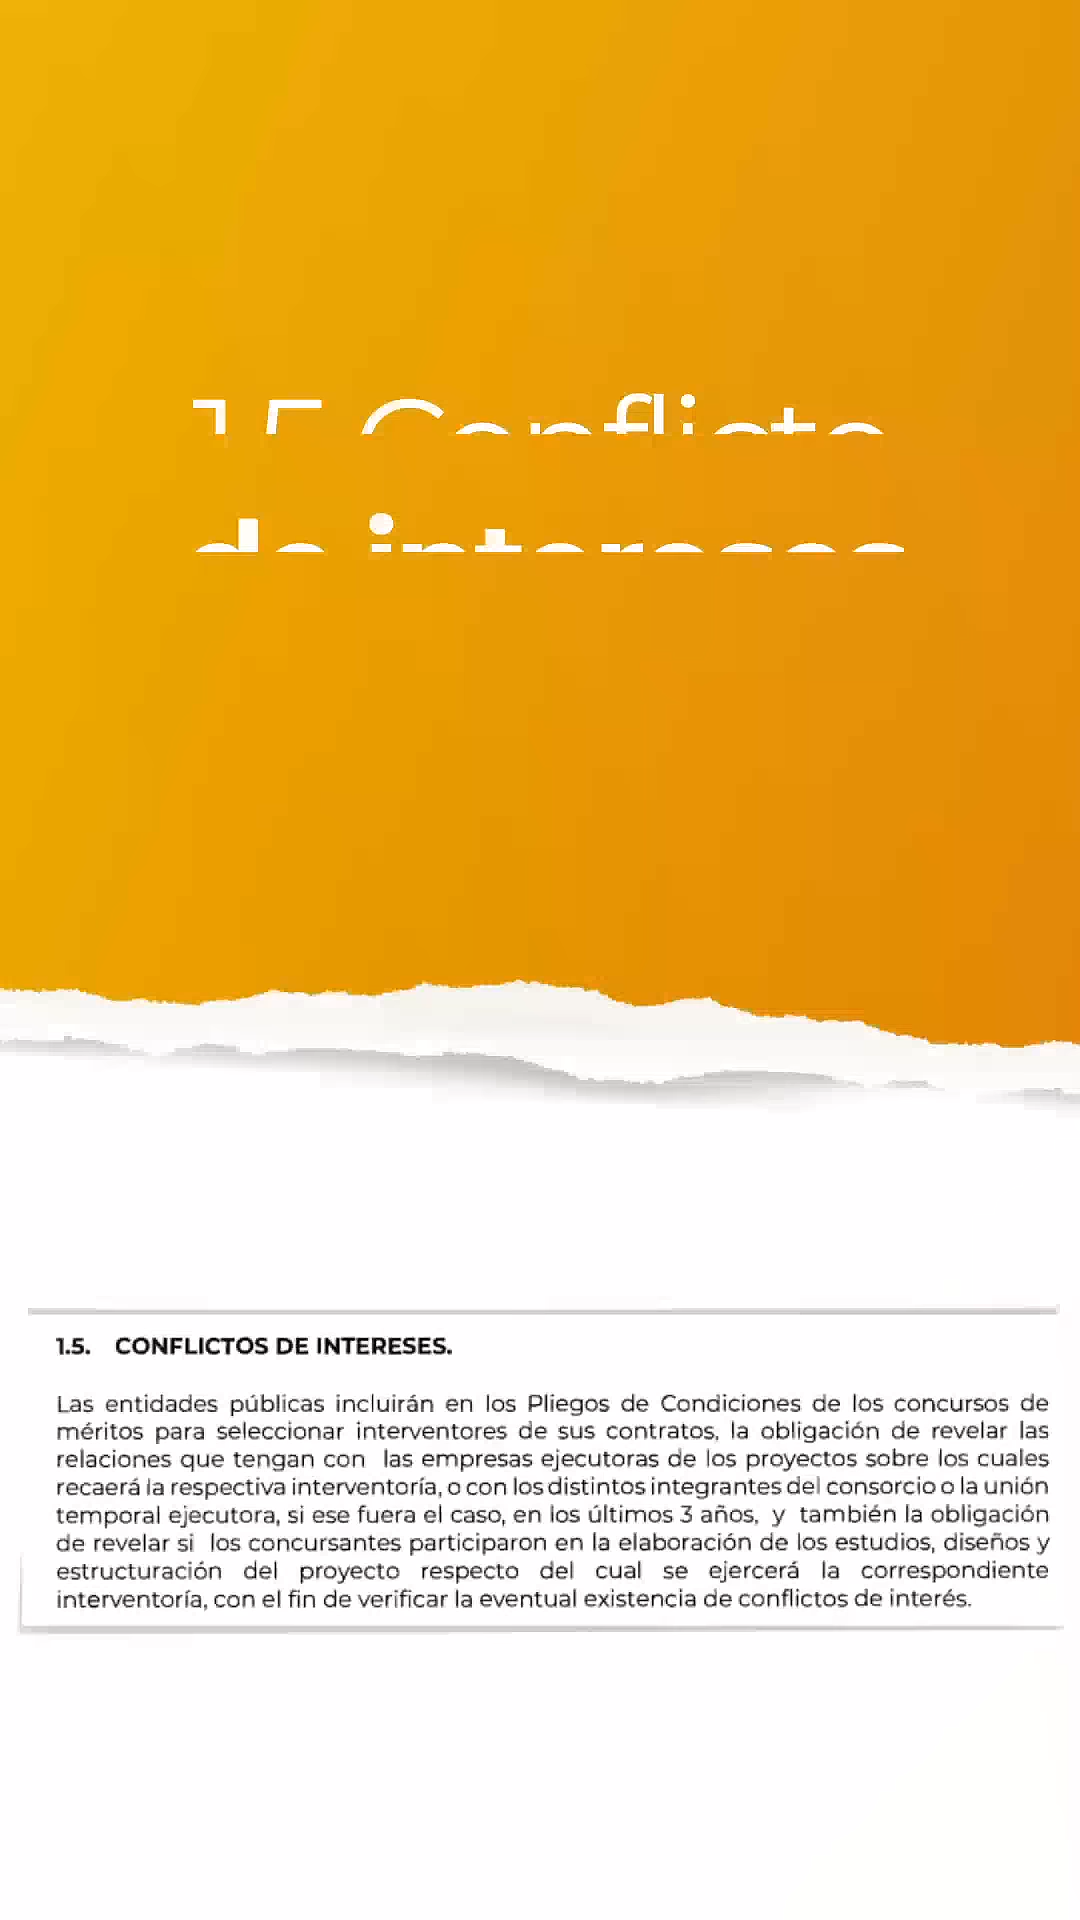 1.5 Conflicto
de intereses
1.5. CONFLICTOS DE INTERESES.
Las entidades públicas incluirán en los Pliegos de Condiciones de los concursos de
méritos para seleccionar interventores de sus contratos, la obligación de revelar las
relaciones que tengan con las empresas ejecutoras de los proyectos sobre los cuales
recaerá la respectiva interventoría, o con los distintos integrantes del consorcio o la unión
temporal ejecutora, si ese fuera el caso, en los últimos 3 años, y también la obligación
de revelar si los concursantes participaron en la elaboración de los estudios, diseños y
estructuración del proyecto respecto del cual se ejercerá la correspondiente
interventoría, con el fin de verificar la eventual existencia de conflictos de interés.